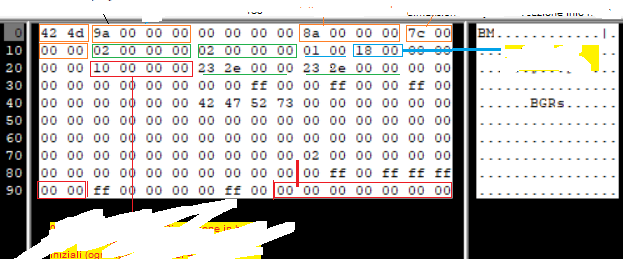 0 42 4d 9a 00 00 00 00 00 00 00 8a 00 00 00 7c 00 BM............|.
10 00 00 02 00 00 00 02 00 00 00 01 00 18 00 00 00
20 00 00 10 00 00 00 23 2e 00 00 23 2e 00 00 00 00
30 00 00 00 00 00 00 00 00 ff 00 00 ff 00 00 ff 00 ................
40 00 00 00 00 00 00 42 47 52 73 00 00 00 00 00 00 ......BGRs......
50 00 00 00 00 00 00 00 00 00 00 00 00 00 00 00 00 ................
60 00 00 00 00 00 00 00 00 00 00 00 00 00 00 00 00 ................
70 00 00 00 00 00 00 00 00 00 00 02 00 00 00 00 00 ................
80 00 00 00 00 00 00 00 00 00 00 00 00 ff ff ff ff ................
90 00 00 ff 00 00 00 00 ff 00 00 00 00 00 00 00 00 ................
iniziali